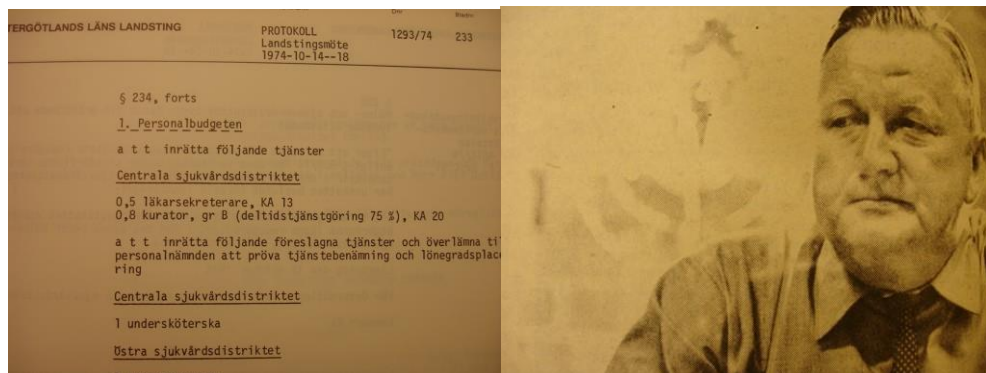 TERGÖTLANDS LÄNS LANDSTING
PROTOKOLL
Landstingsmöte
1974-10-14--18
1293/74
233
§ 234, forts
1. Personalbudgeten
a t t inrätta följande tjänster
Centrala sjukvårdsdistriktet
0,5 läkarsekreterare, KA 13
0,8 kurator, gr B (deltidstjänstgöring 75 %), KA 20
a t t inrätta följande föreslagna tjänster och överlämna til
personalnämnden att pröva tjänstebenämning och lönegradsplace
ring
Centrala sjukvårdsdistriktet
1 undersköterska
Östra sjukvårdsdistriktet